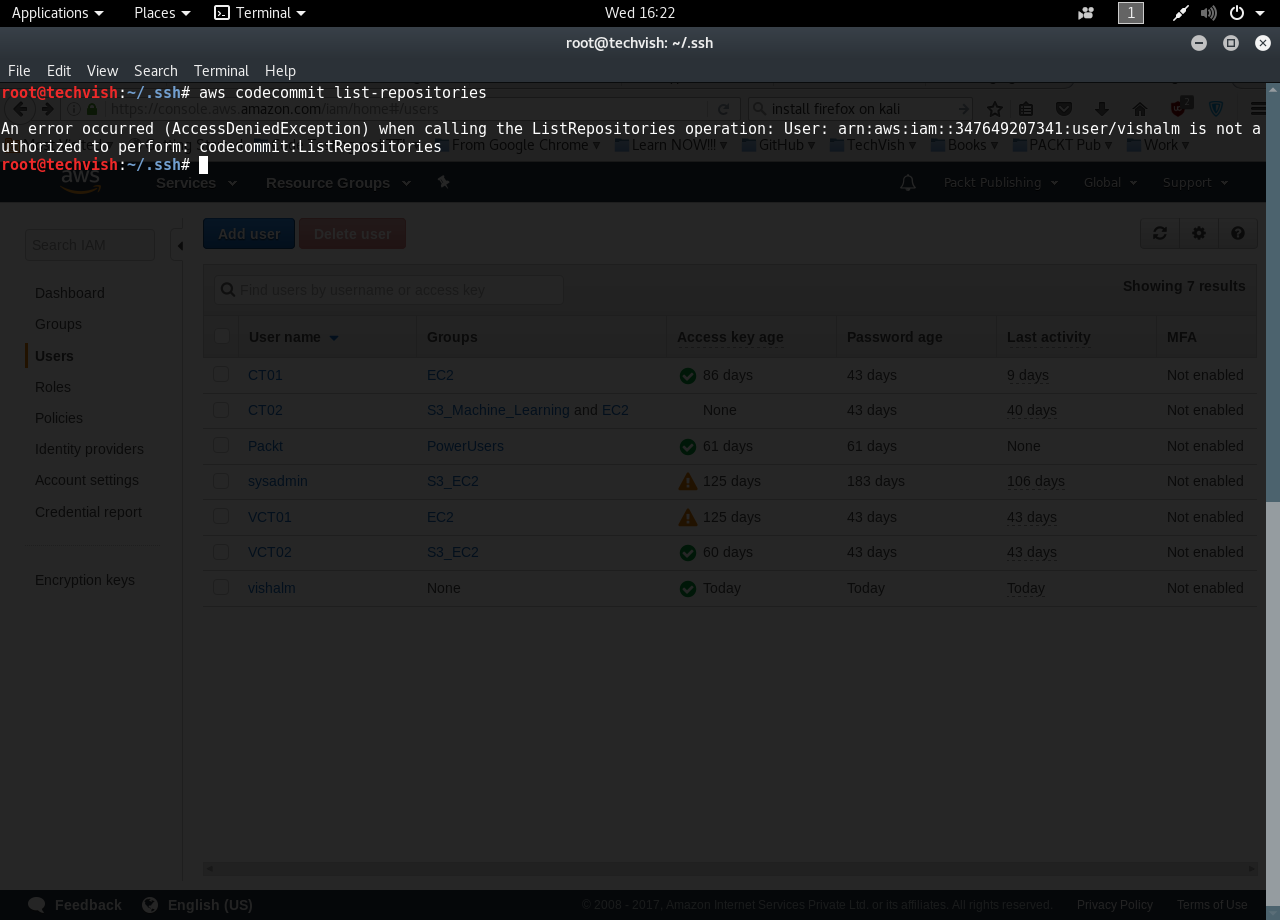 Applications Places Terminal Wed 16:22 1
root@techvish: ~/.ssh
File Edit View Search Terminal Help
root@techvish:~/.ssh# aws codecommit list-repositories
https://console.aws.amazon.com/iam/home#/users install firefox on kali 2
An error occurred (AccessDeniedException) when calling the ListRepositories operation: User: arn:aws:iam::347649207341:user/vishalm is not a
uthorized to perform: codecommit:ListRepositories
From Google Chrome Learn NOW!!! GitHub TechVish Books PACKT Pub Work
root@techvish:~/.ssh#
aws Services Resource Groups Packt Publishing Global Support
Search IAM Add user Delete user
Dashboard
Groups
Users
Roles
Policies
Identity providers
Account settings
Credential report
Encryption keys
Find users by username or access key Showing 7 results
User name Groups Access key age Password age Last activity MFA
CT01 EC2 86 days 43 days 9 days Not enabled
CT02 S3_Machine_Learning and EC2 None 43 days 40 days Not enabled
Packt PowerUsers 61 days 61 days None Not enabled
sysadmin S3_EC2 125 days 183 days 106 days Not enabled
VCT01 EC2 125 days 43 days 43 days Not enabled
VCT02 S3_EC2 60 days 43 days 43 days Not enabled
vishalm None Today Today Today Not enabled
Feedback English (US) © 2008 - 2017, Amazon Internet Services Private Ltd. or its affiliates. All rights reserved. Privacy Policy Terms of Use